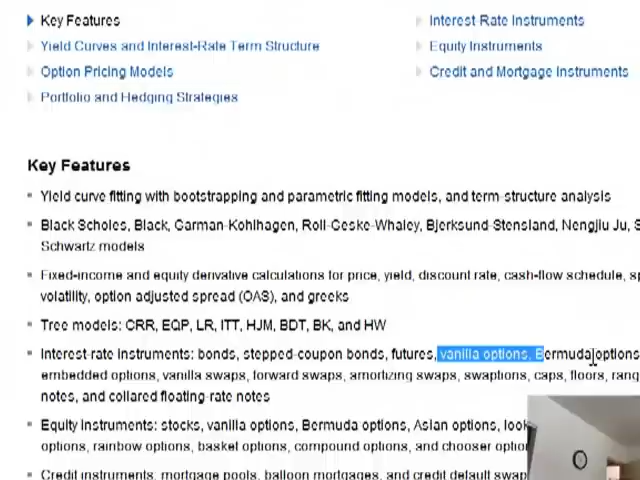 Key Features
Interest-Rate Instruments
Yield Curves and Interest-Rate Term Structure
Equity Instruments
Option Pricing Models
Credit and Mortgage Instruments
Portfolio and Hedging Strategies
Key Features
Yield curve fitting with bootstrapping and parametric fitting models, and term-structure analysis
Black Scholes, Black, Garman-Kohlhagen, Roll-Geske-Whaley, Bjerksund-Stensland, Nengjiu Ju, S
Schwartz models
Fixed-income and equity derivative calculations for price, yield, discount rate, cash-flow schedule, sp
volatility, option adjusted spread (OAS), and greeks
Tree models: CRR, EQP, LR, ITT, HJM, BDT, BK, and HW
Interest-rate instruments: bonds, stepped-coupon bonds, futures, vanilla options, Bermuda options
embedded options, vanilla swaps, forward swaps, amortizing swaps, swaptions, caps, floors, rang
notes, and collared floating-rate notes
Equity instruments: stocks, vanilla options, Bermuda options, Asian options, look
options, rainbow options, basket options, compound options, and chooser option
Credit instruments, mortgage pools, balloon mortgages, and credit default swap